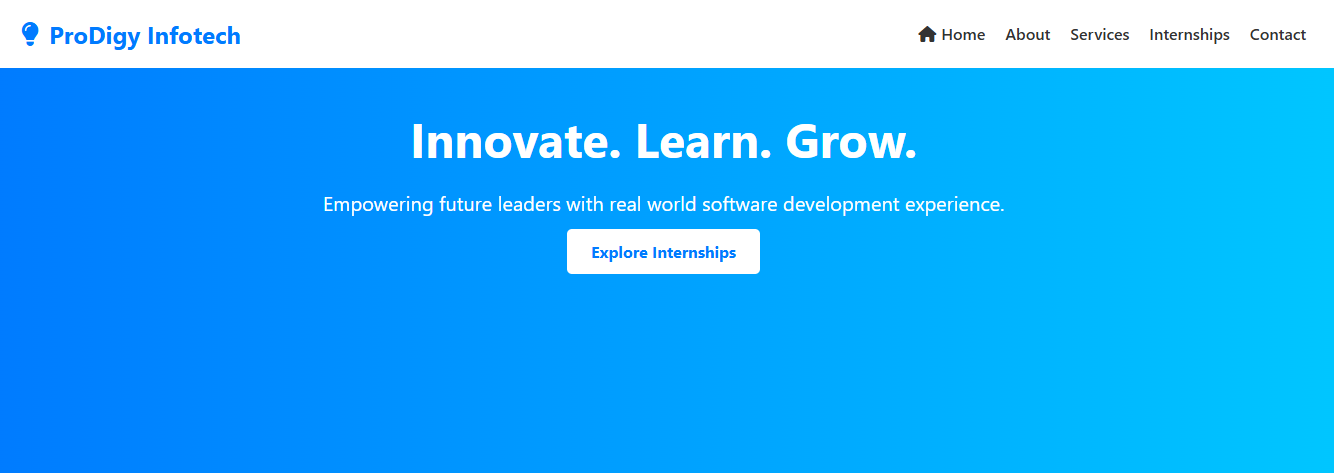 ProDigy Infotech
Home About Services Internships Contact
Innovate. Learn. Grow.
Empowering future leaders with real world software development experience.
Explore Internships